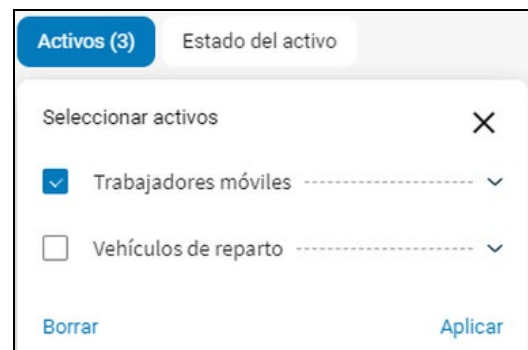 Activos (3) Estado del activo
Seleccionar activos
Trabajadores móviles
Vehículos de reparto
Borrar Aplicar